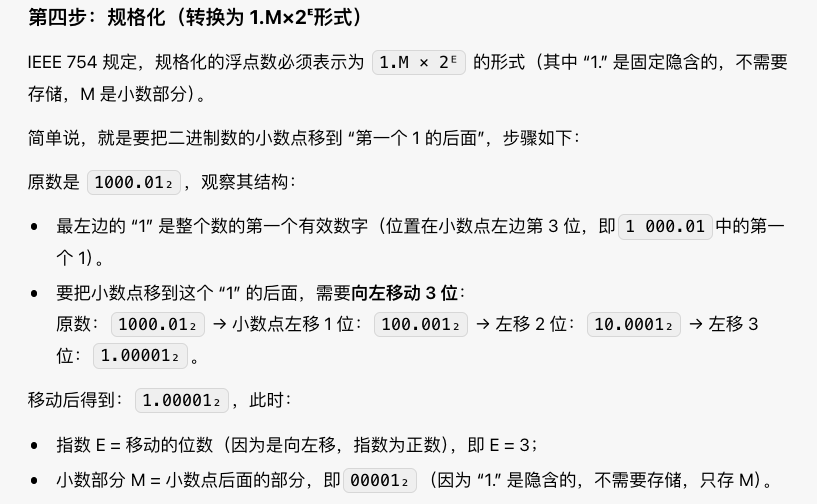 第四步：规格化（转换为 1.M×2ᴱ形式）
IEEE 754 规定，规格化的浮点数必须表示为 1.M × 2ᴱ 的形式（其中 “1.” 是固定隐含的，不需要
存储，M 是小数部分）。
简单说，就是要把二进制数的小数点移到 “第一个 1 的后面”，步骤如下：
原数是 1000.01₂，观察其结构：
• 最左边的 “1” 是整个数的第一个有效数字（位置在小数点左边第 3 位，即 1 000.01 中的第一
个 1）。
• 要把小数点移到这个 “1” 的后面，需要向左移动 3 位：
原数： 1000.01₂ → 小数点左移 1 位： 100.001₂ → 左移 2 位： 10.0001₂ → 左移 3
位： 1.00001₂ 。
移动后得到： 1.00001₂ ，此时：
• 指数 E = 移动的位数（因为是向左移，指数为正数），即 E = 3；
• 小数部分 M = 小数点后面的部分，即 00001₂ （因为 “1.” 是隐含的，不需要存储，只存 M）。